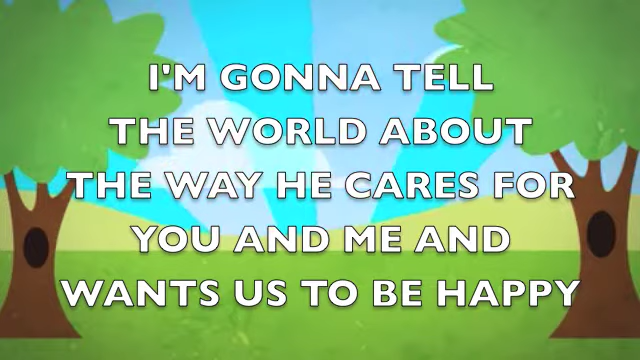 I'M GONNA TELL
THE WORLD ABOUT
THE WAY HE CARES FOR
YOU AND ME AND
WANTS US TO BE HAPPY